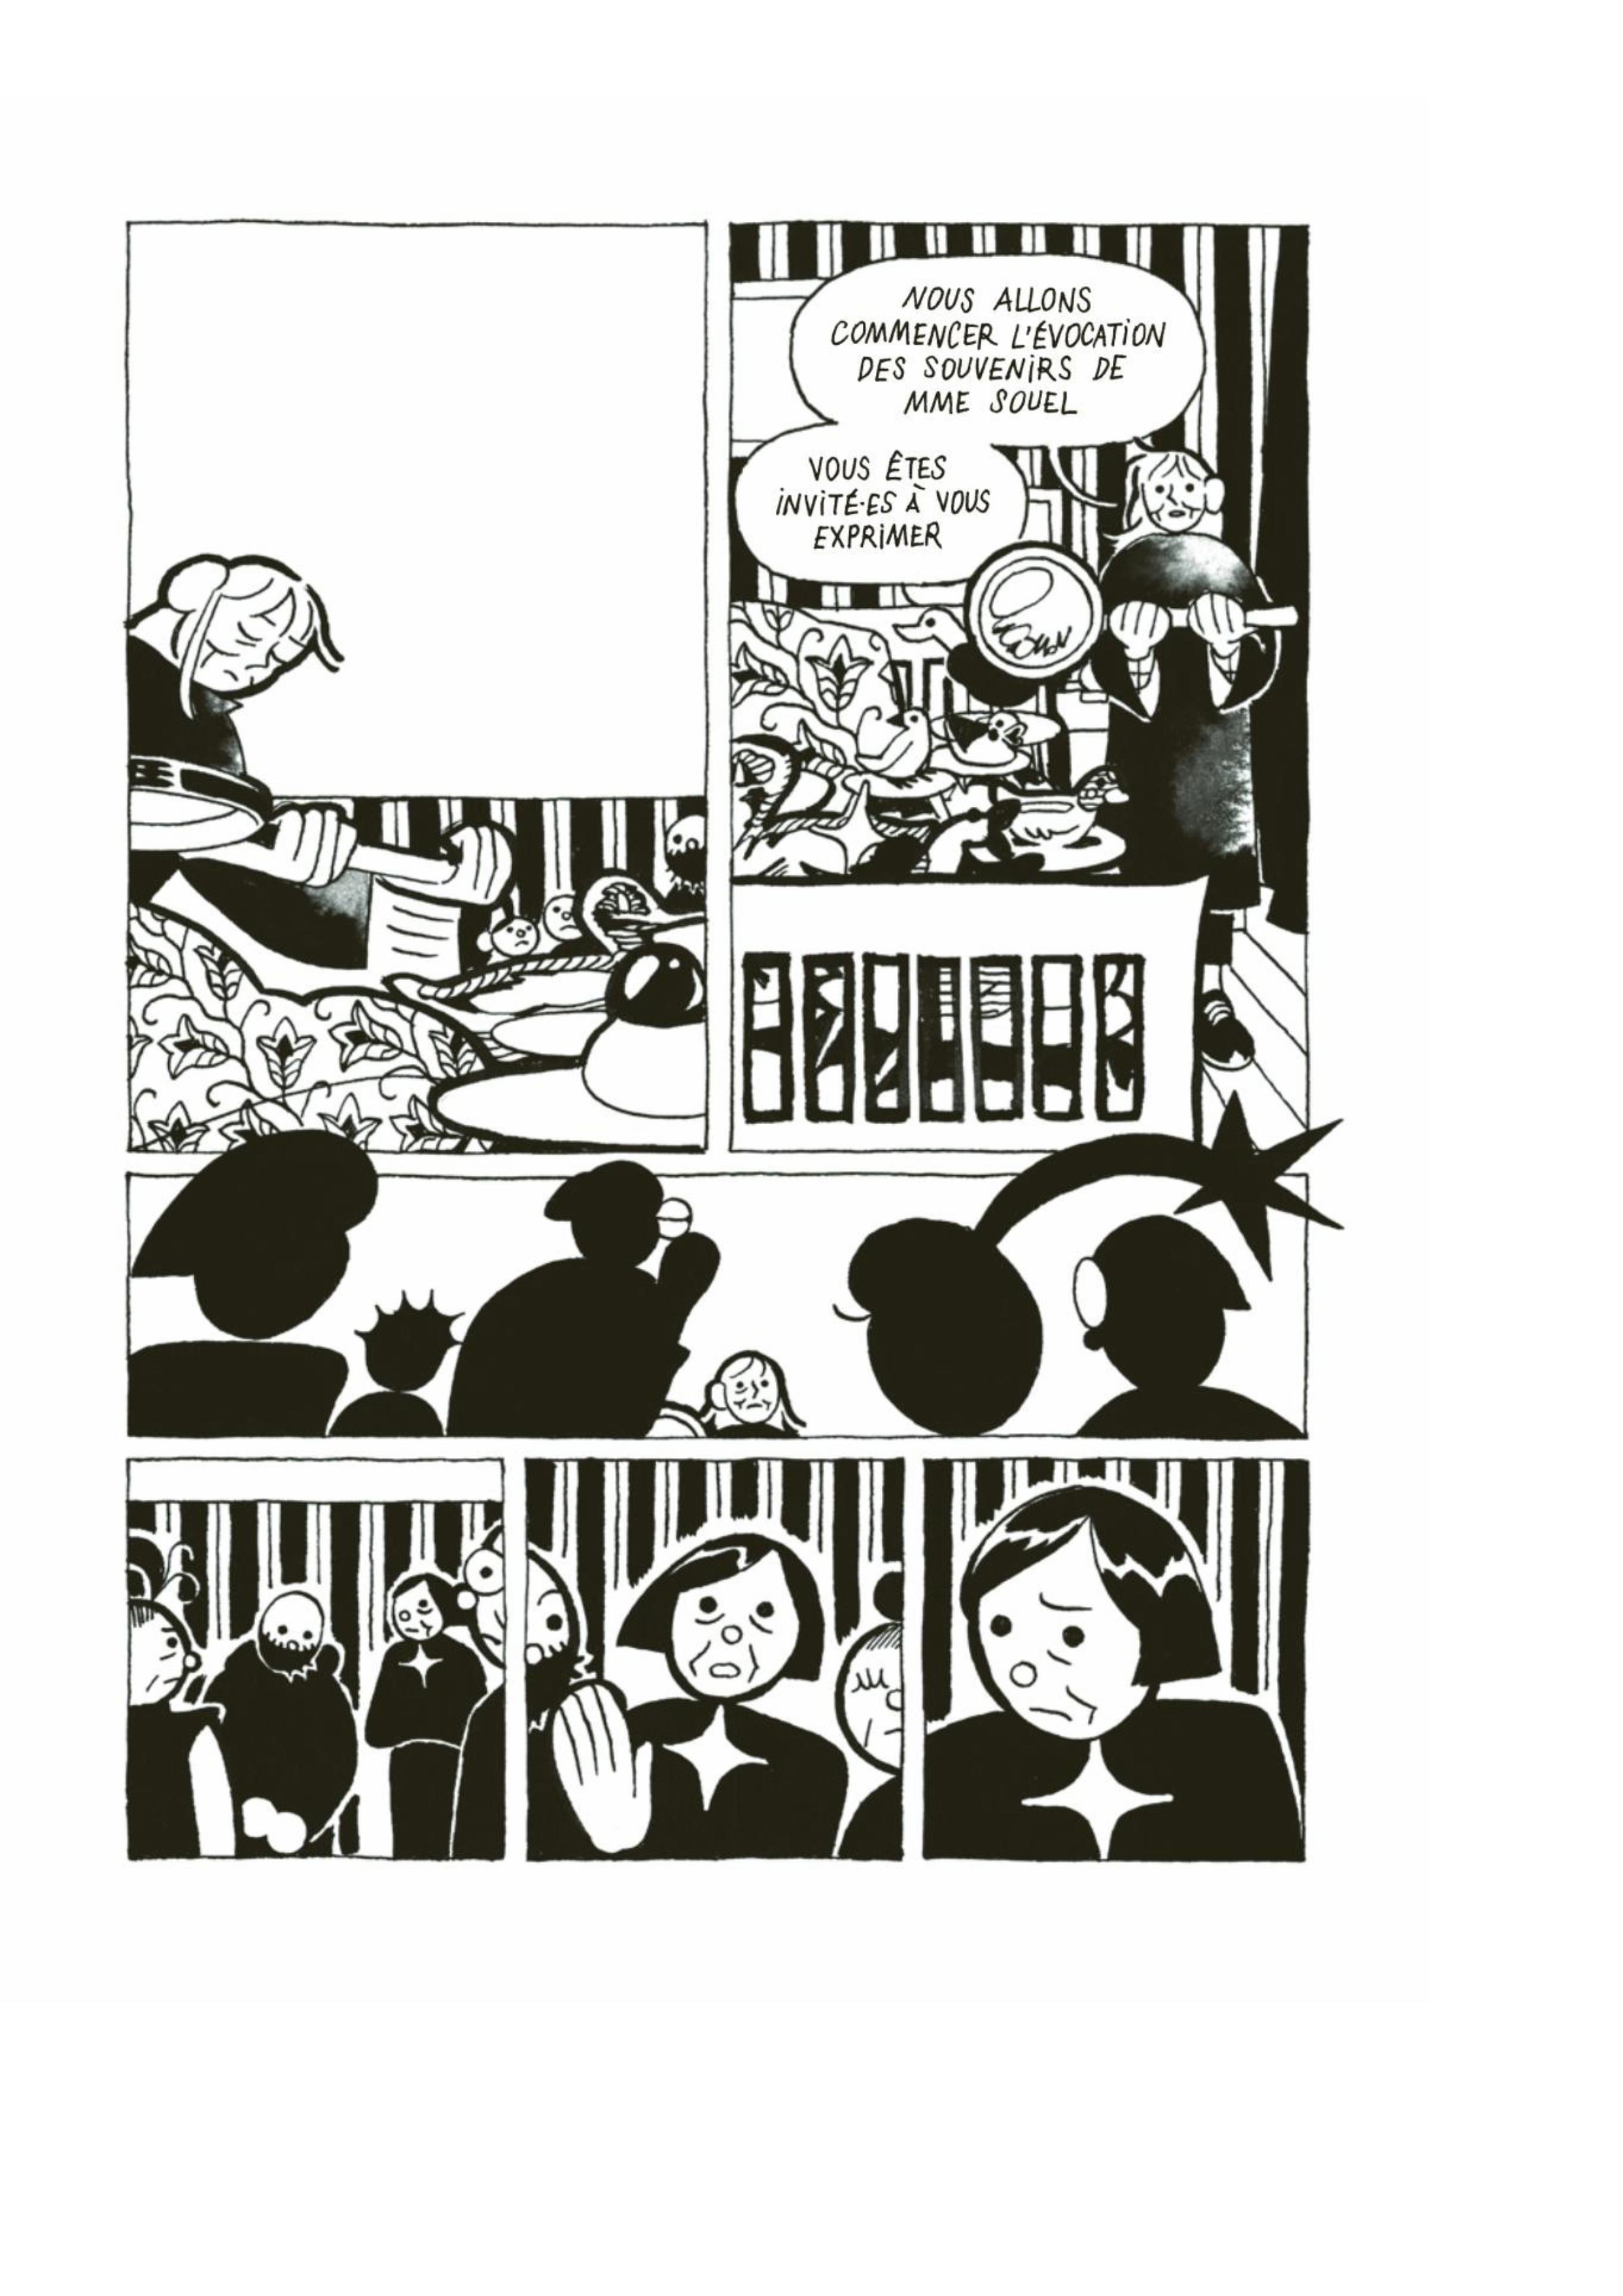 NOUS ALLONS
COMMENCER L'ÉVOCATION
DES SOUVENIRS DE
MME SOUEL
VOUS ÊTES
INVITÉ·ES À VOUS
EXPRIMER